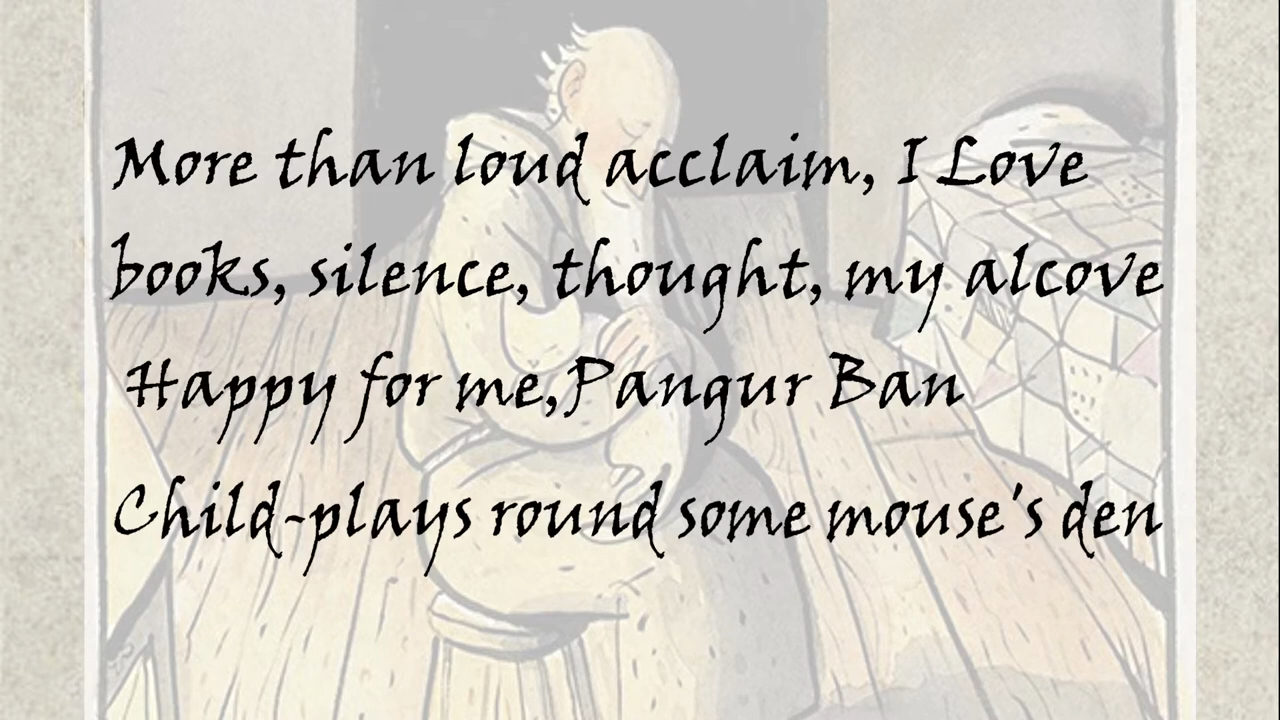 More than loud acclaim, I Love
books, silence, thought, my alcove
Happy for me,Pangur Ban
Child-plays round some mouse's den